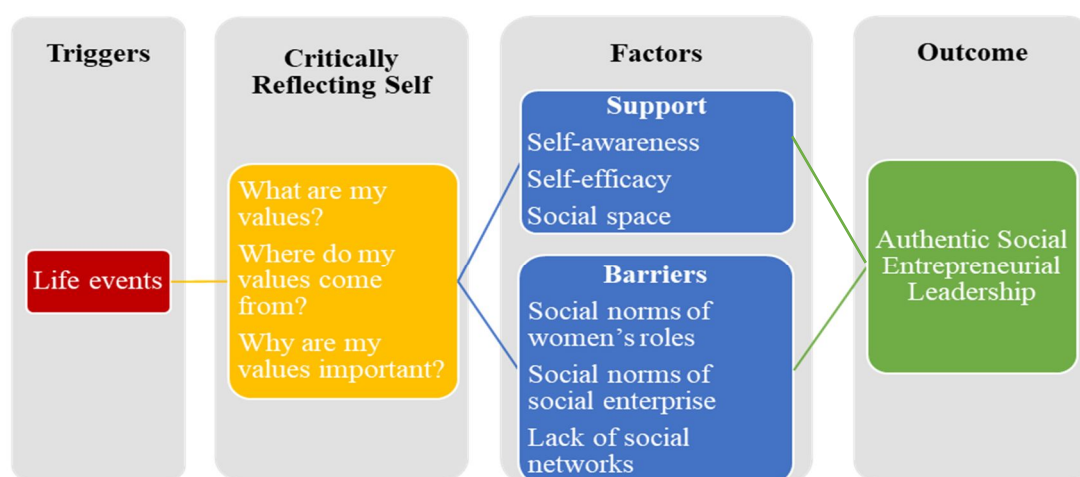 Triggers
Life events
Critically
Reflecting Self
What are my
values?
Where do my
values come
from?
Why are my
values important?
Factors
Support
Self-awareness
Self-efficacy
Social space
Barriers
Social norms of
women's roles
Social norms of
social enterprise
Lack of social
networks
Outcome
Authentic Social
Entrepreneurial
Leadership